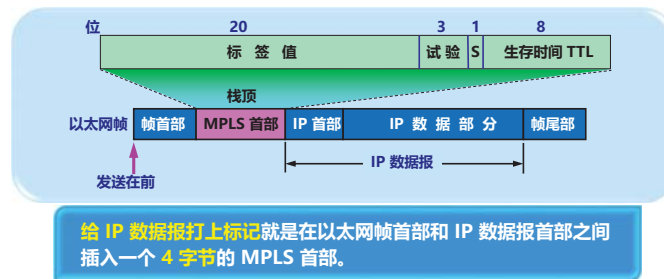 位 20 3 1 8
标 签 值 试 验 S 生存时间 TTL
栈顶
以太网帧 帧首部 MPLS 首部 IP 首部 IP 数 据 部 分 帧尾部
IP 数据报
发送在前
给 IP 数据报打上标记就是在以太网帧首部和 IP 数据报首部之间
插入一个 4 字节的 MPLS 首部。